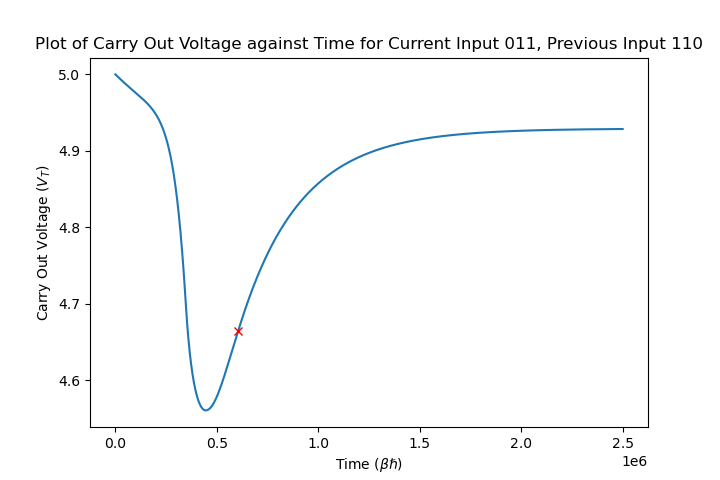 Plot of Carry Out Voltage against Time for Current Input 011, Previous Input 110
5.0
4.9
4.8
4.7
4.6
Carry Out Voltage (V_T)
0.0 0.5 1.0 1.5 2.0 2.5
1e6
Time (βħ)